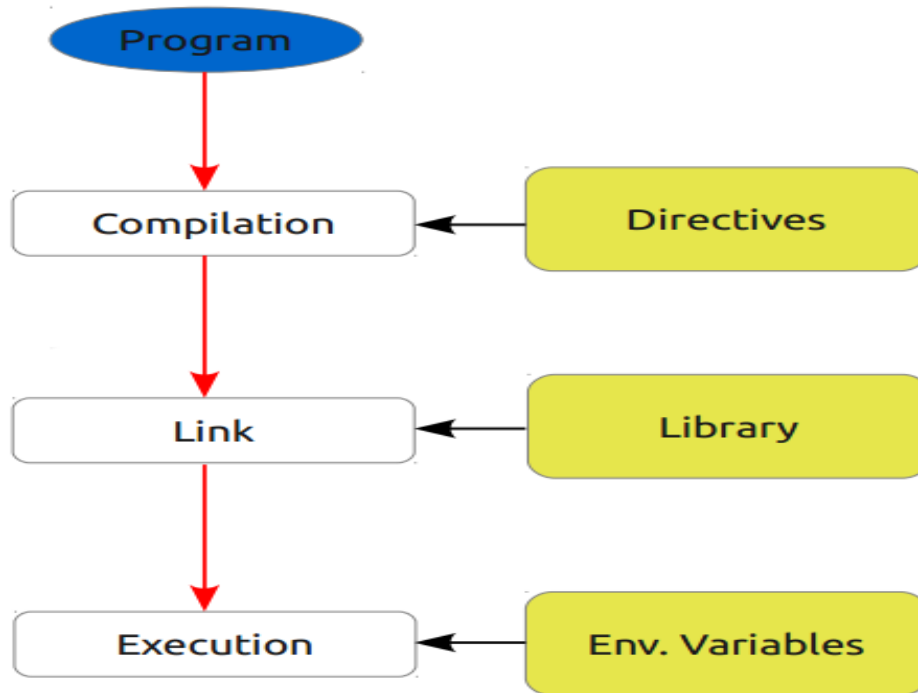 Program
Compilation
Directives
Link
Library
Execution
Env. Variables